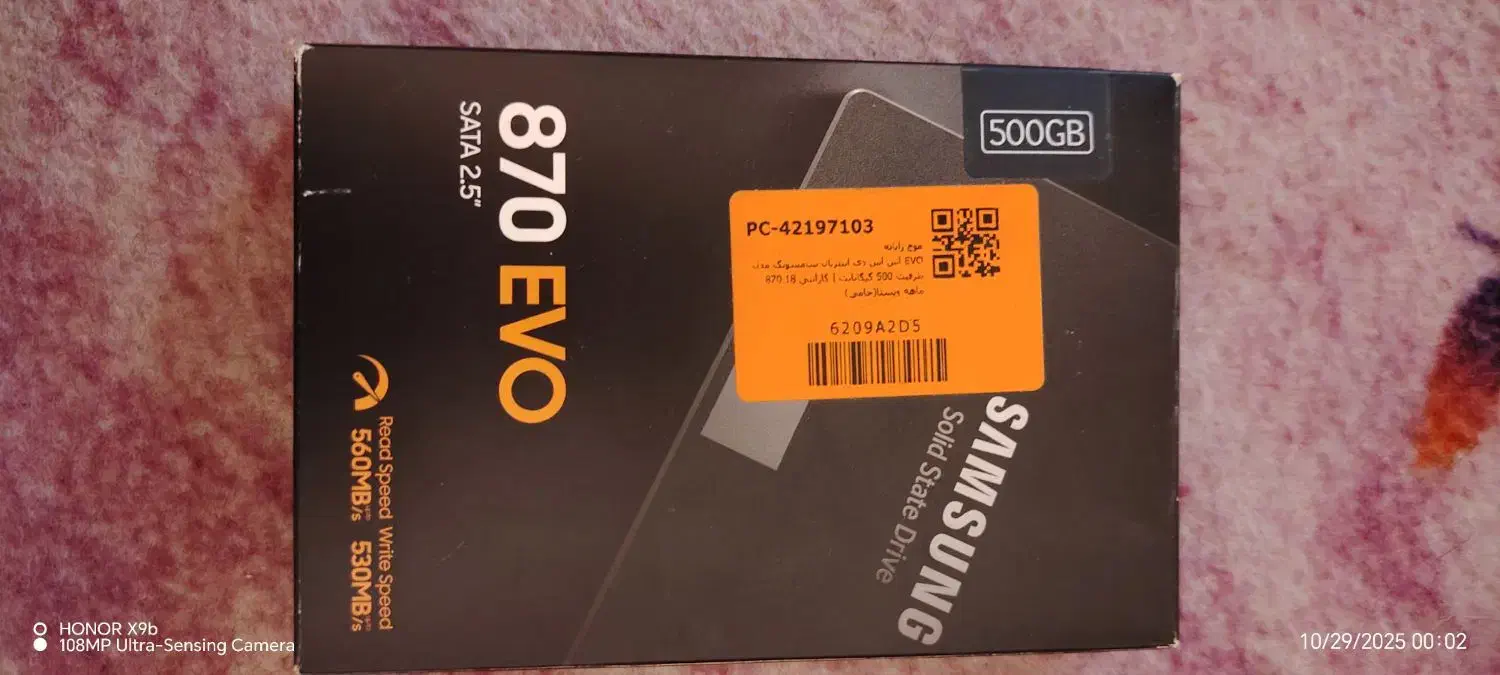 500GB
870 EVO
SATA 2.5"
PC-42197103
موج رایانه
اس اس دی اینترنال سامسونگ مدل EVO
870 ظرفیت 500 گیگابایت | گارانتی 18
ماهه ویستا(حامی)
6209A2D5
SAMSUNG
Solid State Drive
Read Speed Write Speed
560MB/s 530MB/s
HONOR X9b
108MP Ultra-Sensing Camera
10/29/2025 00:02